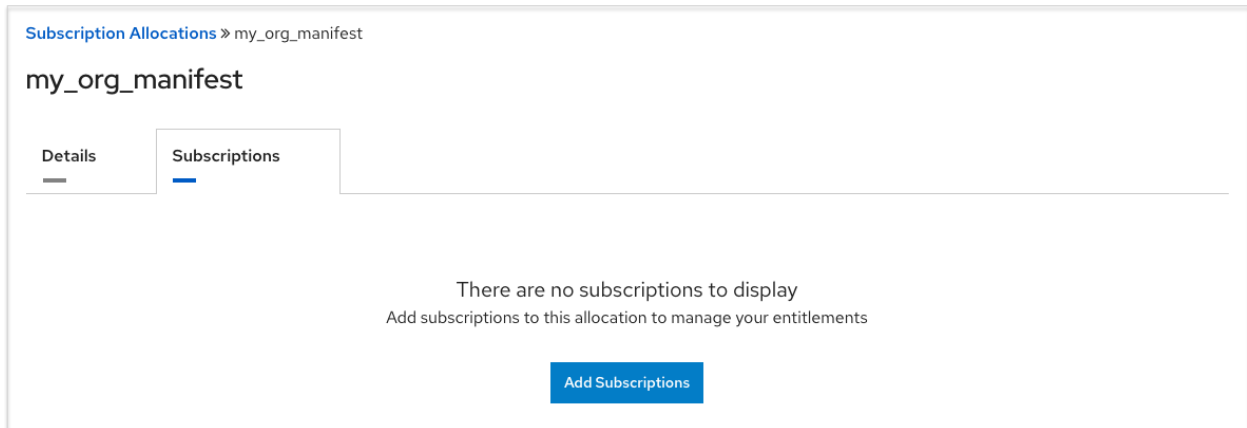 Subscription Allocations » my_org_manifest
my_org_manifest
Details
Subscriptions
There are no subscriptions to display
Add subscriptions to this allocation to manage your entitlements
Add Subscriptions